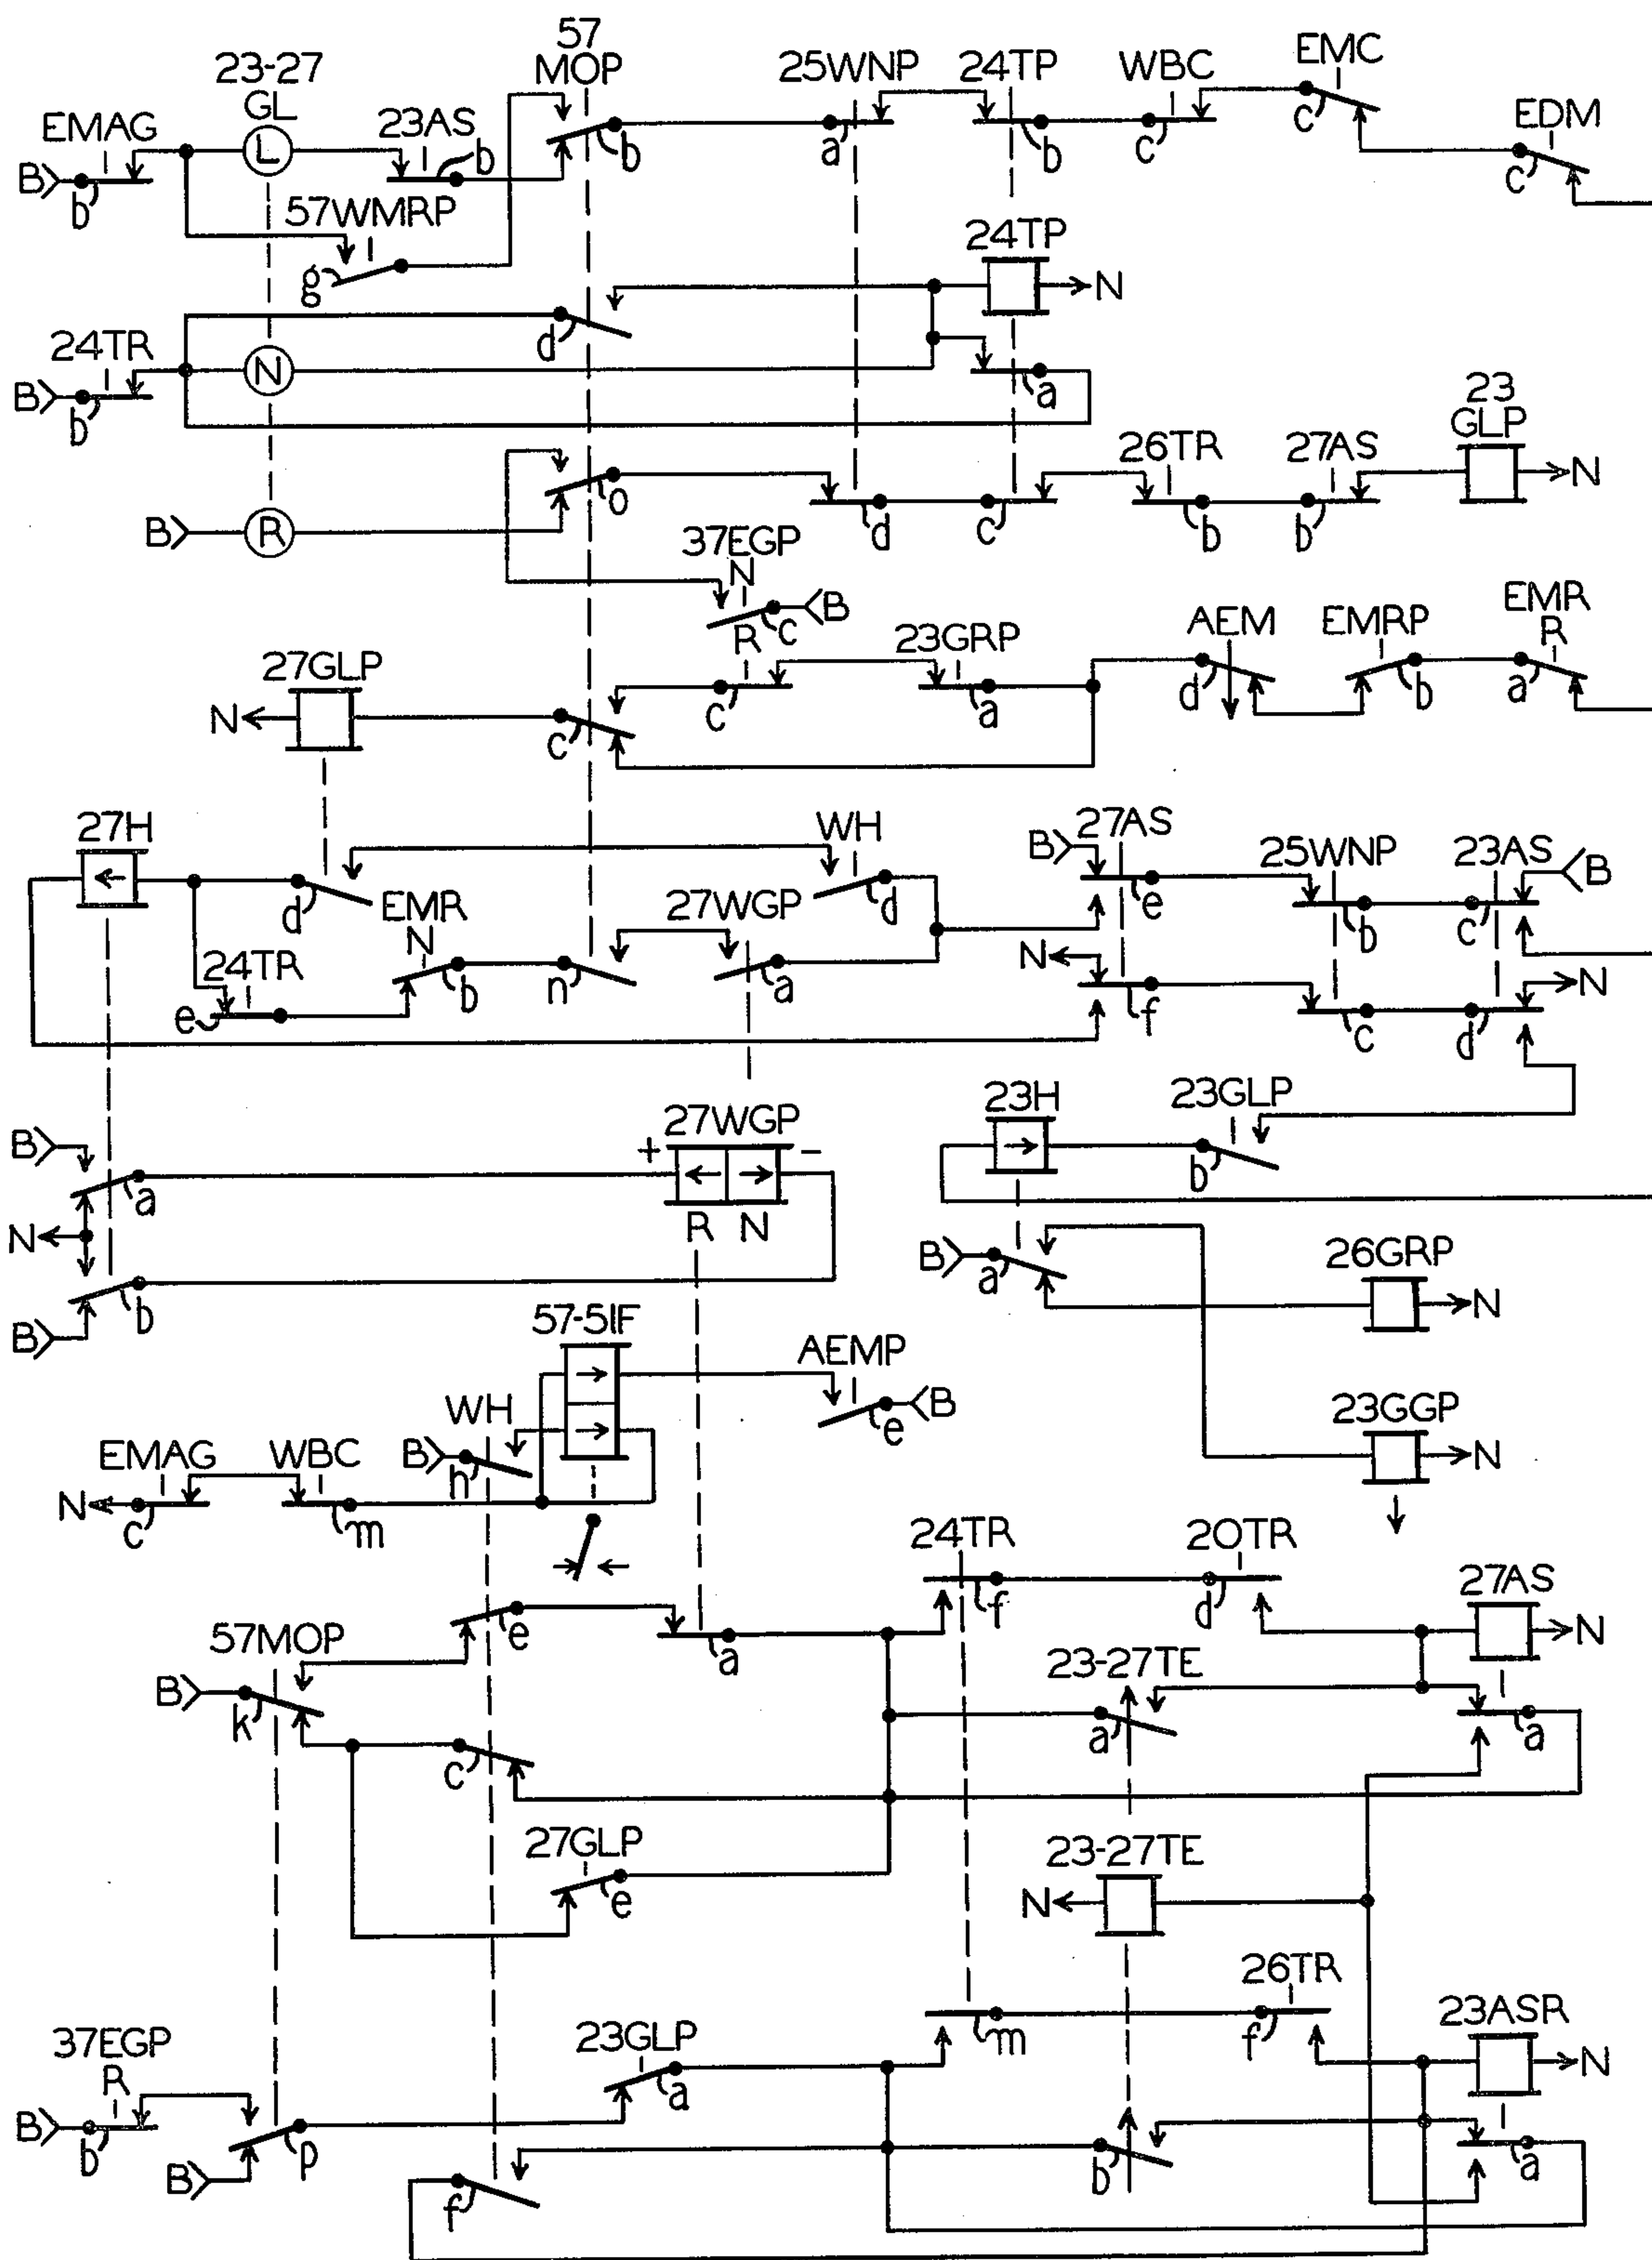 57
MOP
23-27
GL
25WNP 24TP WBC EMC
EDM
EMAG L 23AS b
B b b a b c c c
57WMRP
g
24TP
N
24TR d
B b N a
23
GLP
26TR 27AS
o N
B R d c b b
37EGP
N
c B
R 23GRP AEM EMRP EMR
R
27GLP
N c c a d b a
27H WH 27AS
B 25WNP 23AS
B
d EMR
N 27WGP d e b c
24TR N N
e b n a f c d
23H 23GLP
27WGP
B + - b
a
N R N
B a 26GRP
N
B b
57-51F
AEMP
WH B 23GGP
e N
EMAG WBC B h
N c m
24TR 20TR
27AS
f d N
57MOP e a
23-27TE
B k a a
c
27GLP 23-27TE
e N
26TR
23ASR
37EGP
R 23GLP m f N
a
B b p b a
B
f